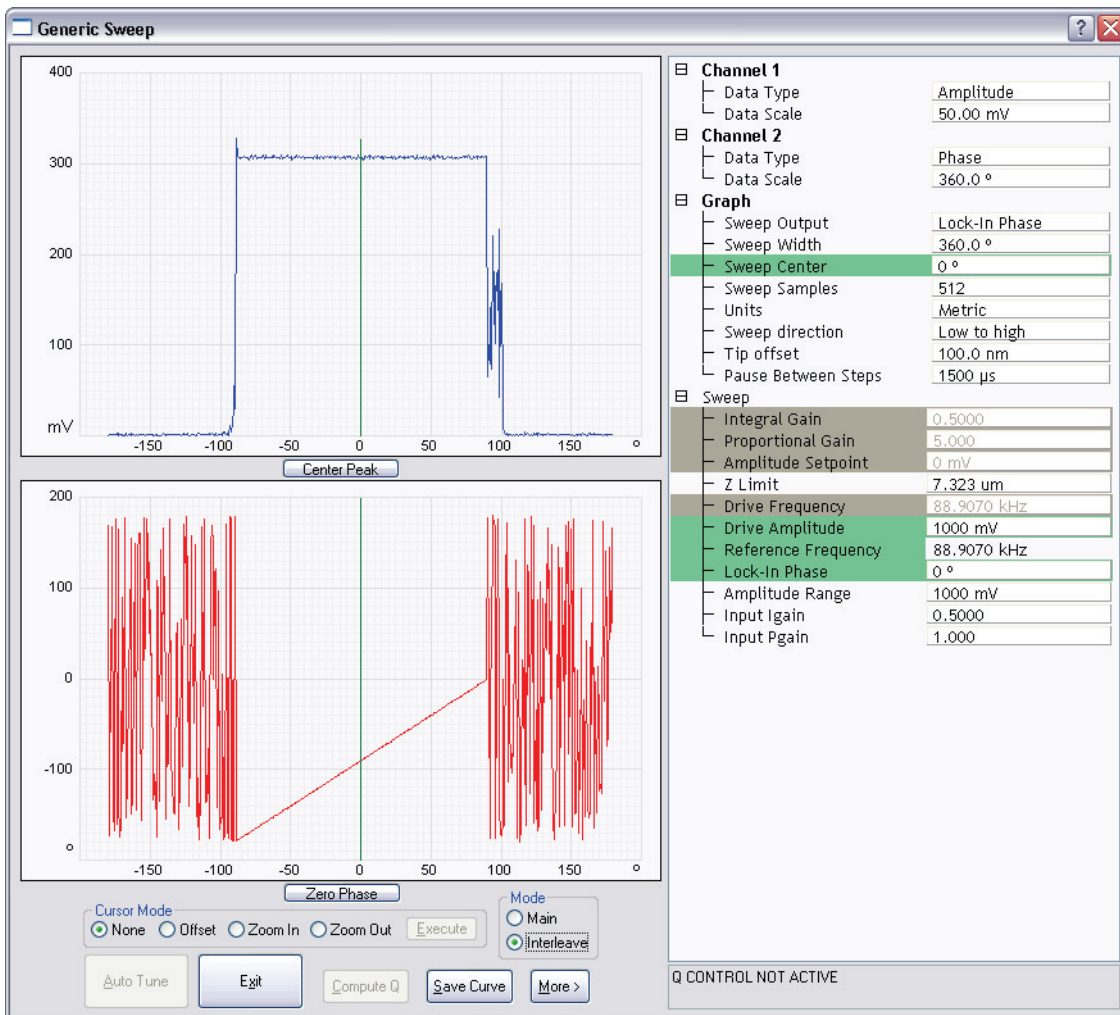 Generic Sweep
400
300
200
100
mV
-150 -100 -50 0 50 100 150 º
Center Peak
200
100
0
-100
º
-150 -100 -50 0 50 100 150 º
Zero Phase
Cursor Mode
None Offset Zoom In Zoom Out Execute
Mode
Main
Interleave
Auto Tune Exit Compute Q Save Curve More >
Channel 1
Data Type Amplitude
Data Scale 50.00 mV
Channel 2
Data Type Phase
Data Scale 360.0 º
Graph
Sweep Output Lock-In Phase
Sweep Width 360.0 º
Sweep Center 0 º
Sweep Samples 512
Units Metric
Sweep direction Low to high
Tip offset 100.0 nm
Pause Between Steps 1500 µs
Sweep
Integral Gain 0.5000
Proportional Gain 5.000
Amplitude Setpoint 0 mV
Z Limit 7.323 um
Drive Frequency 88.9070 kHz
Drive Amplitude 1000 mV
Reference Frequency 88.9070 kHz
Lock-In Phase 0 º
Amplitude Range 1000 mV
Input Igain 0.5000
Input Pgain 1.000
Q CONTROL NOT ACTIVE